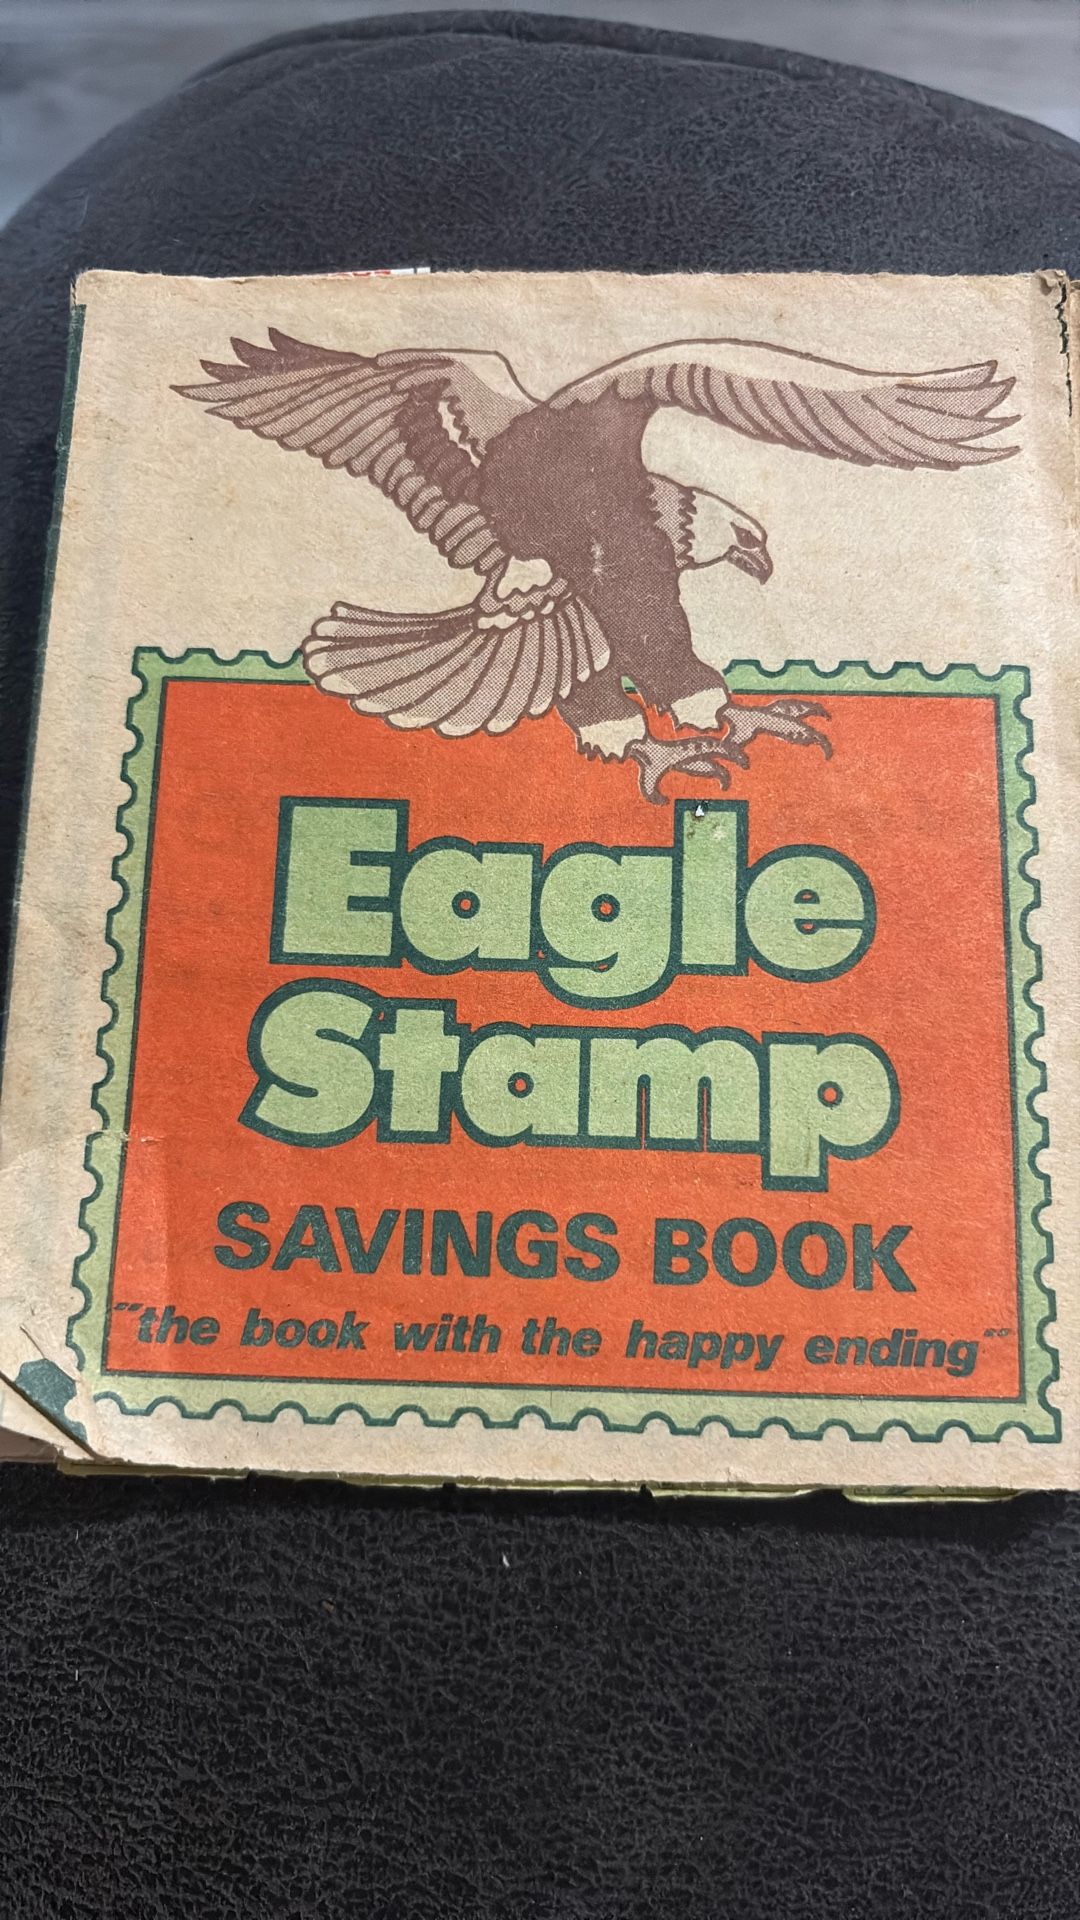 Eagle
Stamp
SAVINGS BOOK
"the book with the happy ending"